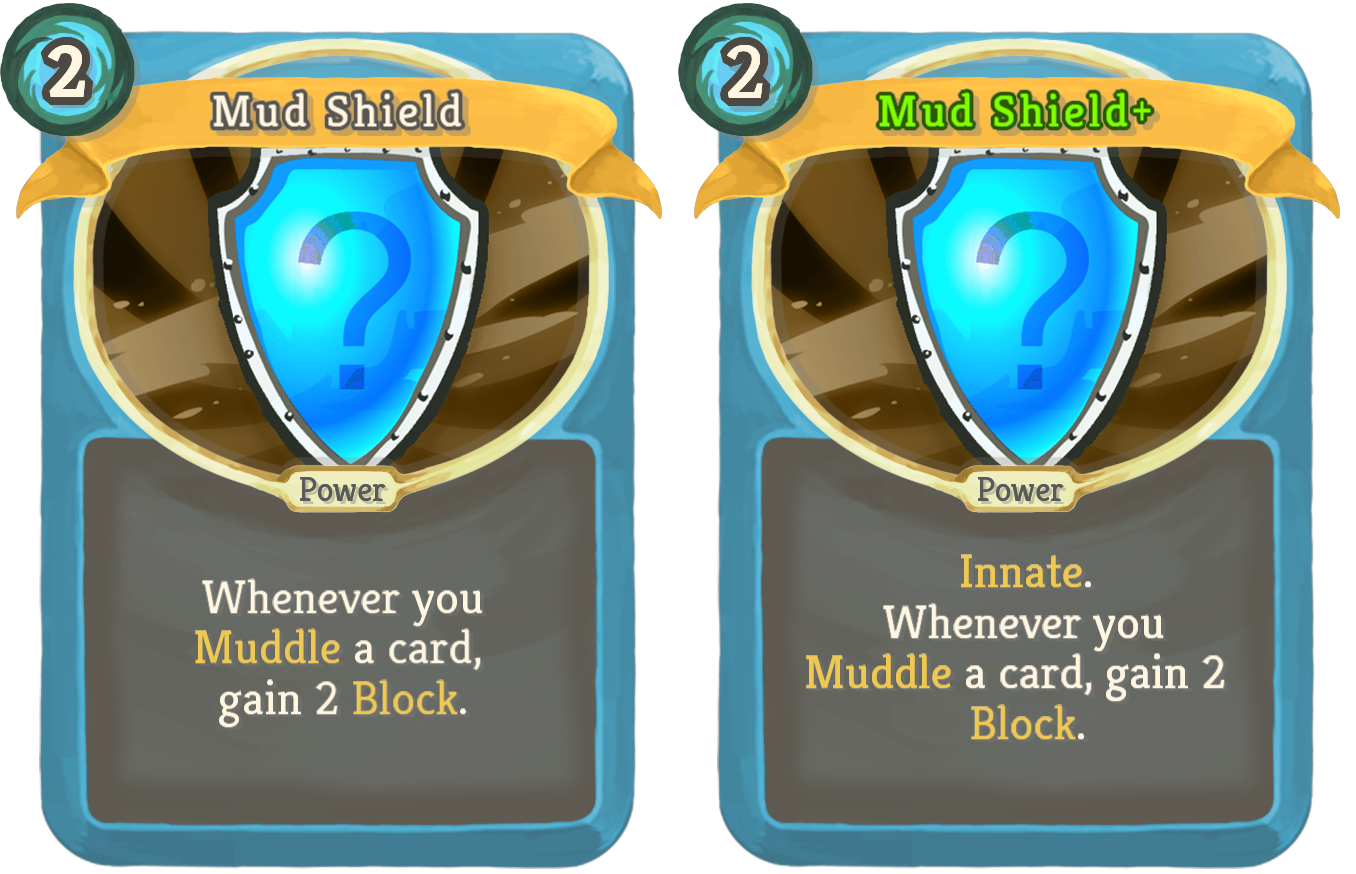 2
Mud Shield
?
Power
Whenever you
Muddle a card,
gain 2 Block.
2
Mud Shield+
?
Power
Innate.
Whenever you
Muddle a card, gain 2
Block.